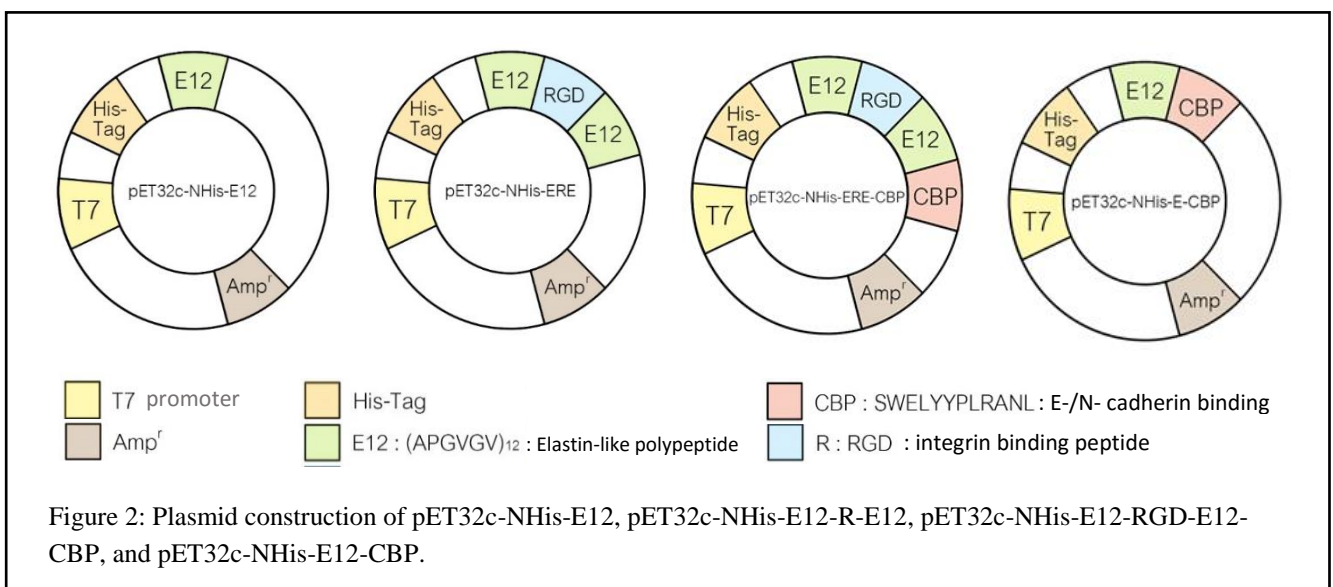 E12
His-
Tag
T7
pET32c-NHis-E12
Amp^r
E12
RGD
E12
His-
Tag
T7
pET32c-NHis-ERE
Amp^r
E12
RGD
E12
CBP
His-
Tag
T7
pET32c-NHis-ERE-CBP
Amp^r
E12
CBP
His-
Tag
T7
pET32c-NHis-E-CBP
Amp^r
T7 promoter
His-Tag
CBP : SWELYYPLRANL : E-/N- cadherin binding
Amp^r
E12 : (APGVGV)₁₂ : Elastin-like polypeptide
R : RGD : integrin binding peptide
Figure 2: Plasmid construction of pET32c-NHis-E12, pET32c-NHis-E12-R-E12, pET32c-NHis-E12-RGD-E12-
CBP, and pET32c-NHis-E12-CBP.